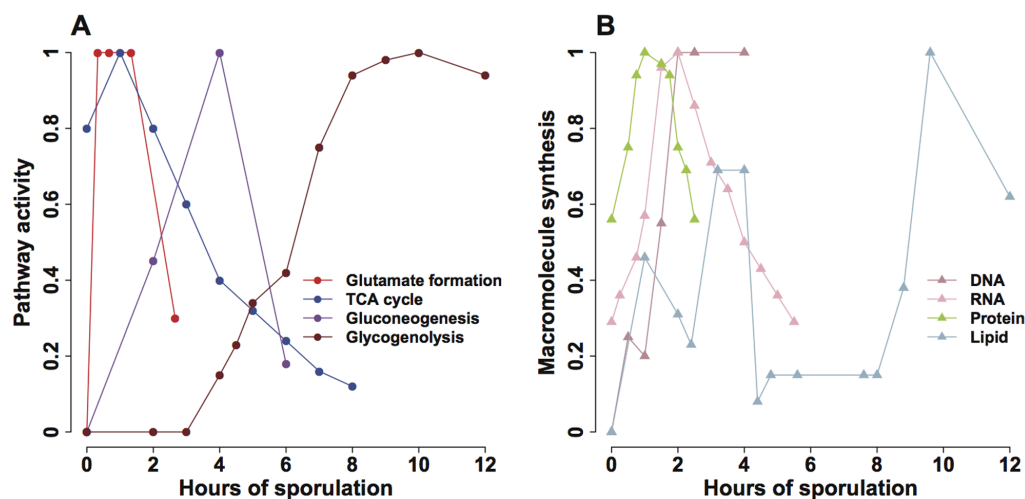 A
Pathway activity
1
0.8
0.6
0.4
0.2
0
0 2 4 6 8 10 12
Hours of sporulation
Glutamate formation
TCA cycle
Gluconeogenesis
Glycogenolysis
B
Macromolecule synthesis
1
0.8
0.6
0.4
0.2
0
0 2 4 6 8 10 12
Hours of sporulation
DNA
RNA
Protein
Lipid